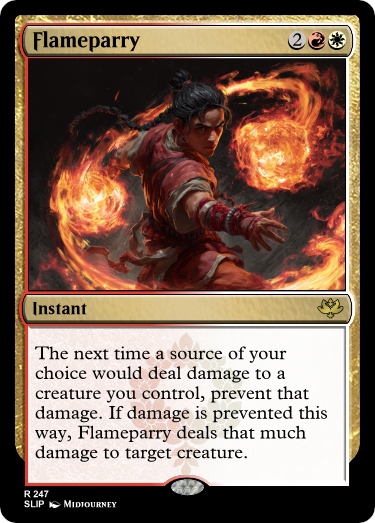 Flameparry 2
Instant
The next time a source of your
choice would deal damage to a
creature you control, prevent that
damage. If damage is prevented this
way, Flameparry deals that much
damage to target creature.
R 247
SLIP Midjourney